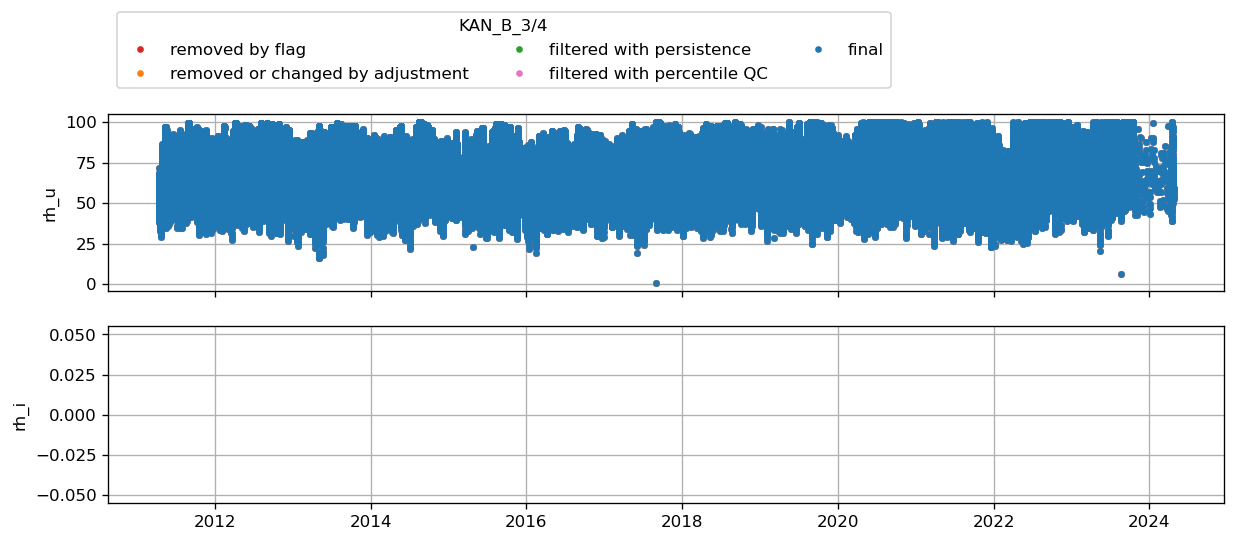 KAN_B_3/4
removed by flag
filtered with persistence
final
removed or changed by adjustment
filtered with percentile QC
rh_u
100
75
50
25
0
rh_i
0.050
0.025
0.000
−0.025
−0.050
2012
2014
2016
2018
2020
2022
2024